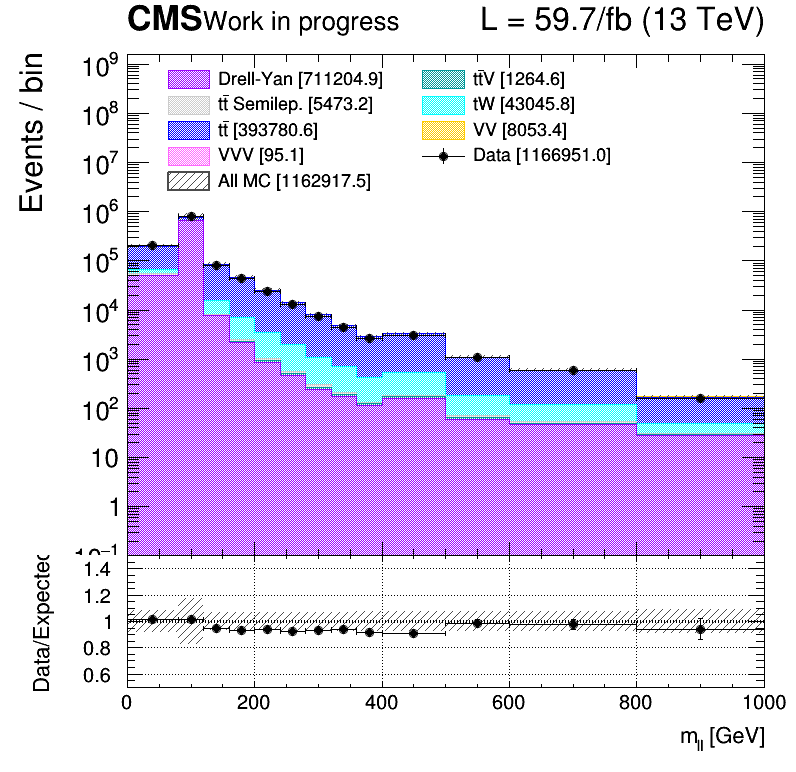 CMS Work in progress L = 59.7/fb (13 TeV)
Events / bin
10⁹
10⁸
10⁷
10⁶
10⁵
10⁴
10³
10²
10
1
10⁻¹
Drell-Yan [711204.9]
tt̄ Semilep. [5473.2]
tt̄ [393780.6]
VVV [95.1]
All MC [1162917.5]
tt̄V [1264.6]
tW [43045.8]
VV [8053.4]
Data [1166951.0]
Data/Expected
1.4
1.2
1
0.8
0.6
0 200 400 600 800 1000
m_ll [GeV]